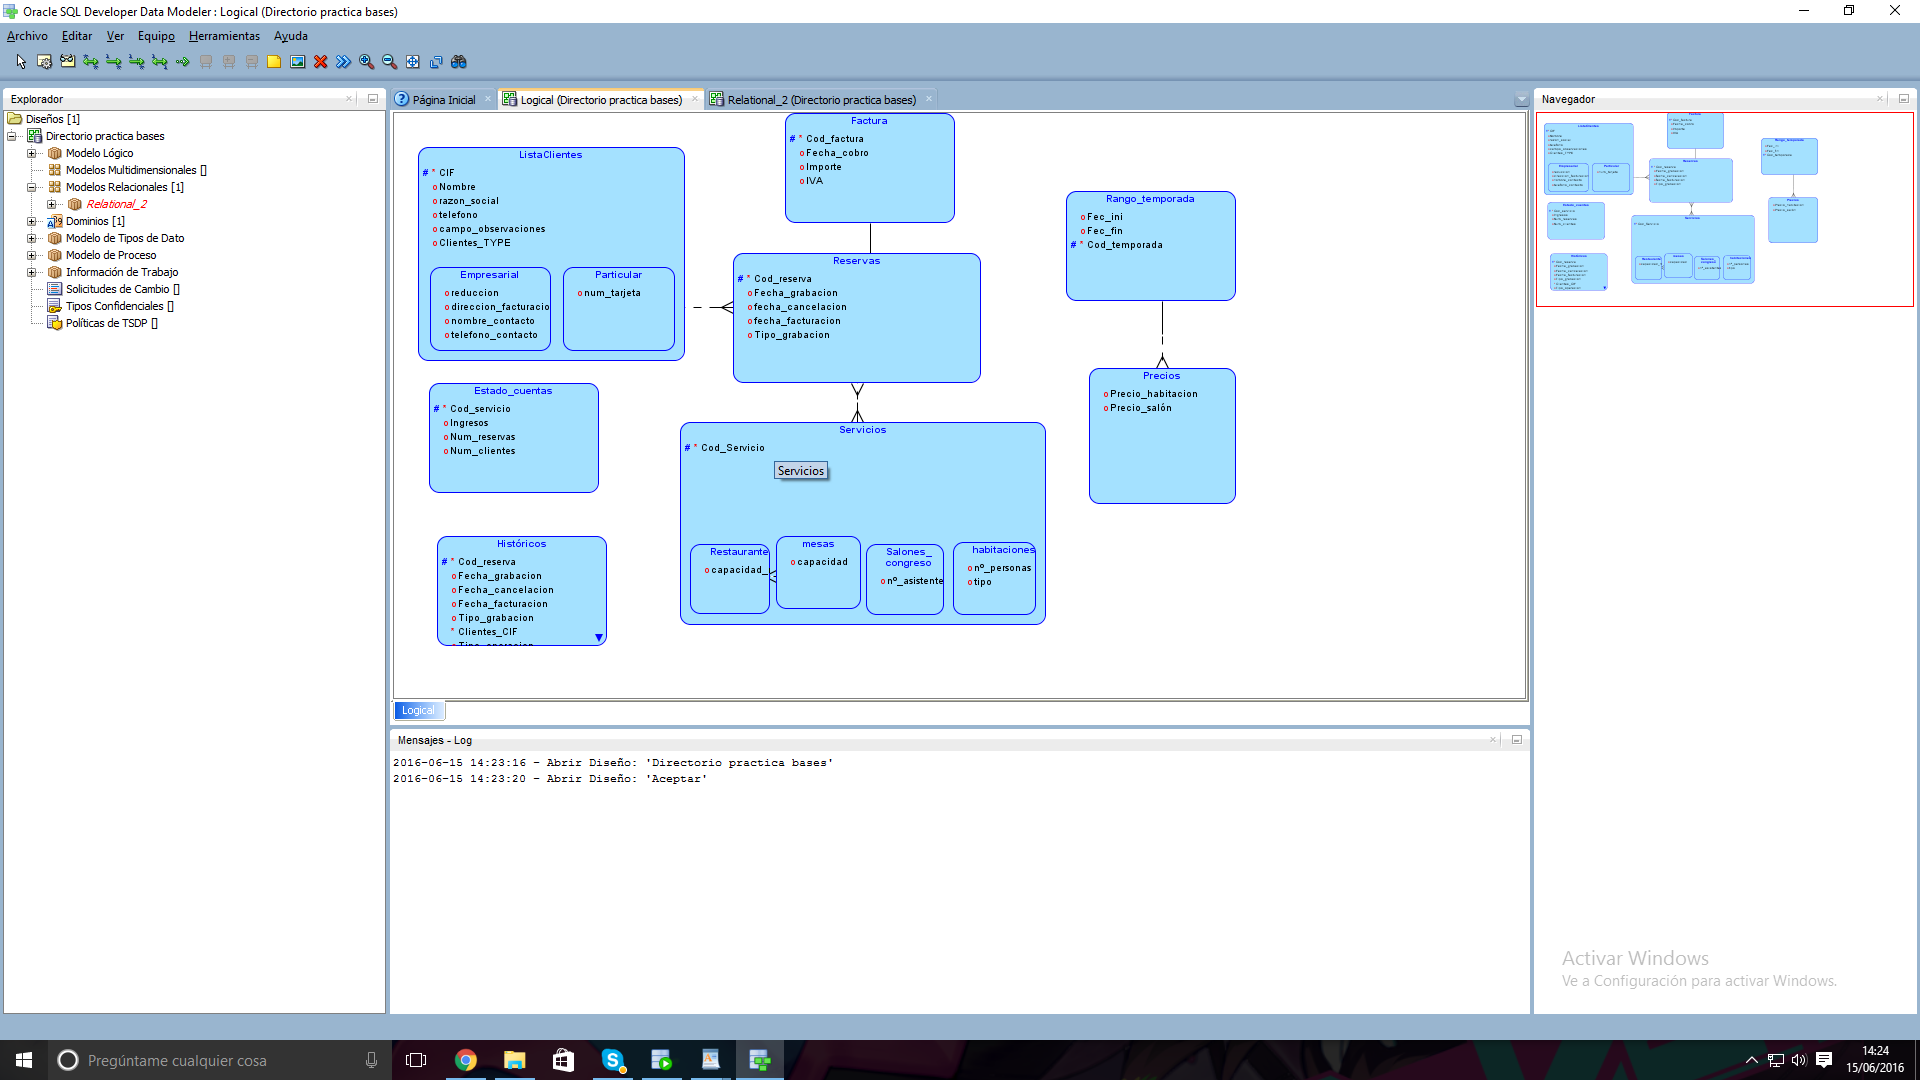 Oracle SQL Developer Data Modeler : Logical (Directorio practica bases)
Archivo Editar Ver Equipo Herramientas Ayuda
Explorador
Diseños [1]
Directorio practica bases
Modelo Lógico
Modelos Multidimensionales []
Modelos Relacionales [1]
Relational_2
Dominios [1]
Modelo de Tipos de Dato
Modelo de Proceso
Información de Trabajo
Solicitudes de Cambio []
Tipos Confidenciales []
Políticas de TSDP []
Página Inicial
Logical (Directorio practica bases)
Relational_2 (Directorio practica bases)
Factura
# * Cod_factura
o Fecha_cobro
o Importe
o IVA
ListaClientes
# * CIF
o Nombre
o razon_social
o telefono
o campo_observaciones
o Clientes_TYPE
Empresarial
o reduccion
o direccion_facturacio
o nombre_contacto
o telefono_contacto
Particular
o num_tarjeta
Reservas
# * Cod_reserva
o Fecha_grabacion
o fecha_cancelacion
o fecha_facturacion
o Tipo_grabacion
Rango_temporada
o Fec_ini
o Fec_fin
# * Cod_temporada
Precios
o Precio_habitacion
o Precio_salón
Estado_cuentas
# * Cod_servicio
o Ingresos
o Num_reservas
o Num_clientes
Servicios
# * Cod_Servicio
Servicios
Restaurante
o capacidad_
mesas
o capacidad
Salones_
congreso
o nº_asistente
habitaciones
o nº_personas
o tipo
Históricos
# * Cod_reserva
o Fecha_grabacion
o Fecha_cancelacion
o Fecha_facturacion
o Tipo_grabacion
* Clientes_CIF
Logical
Mensajes - Log
2016-06-15 14:23:16 - Abrir Diseño: 'Directorio practica bases'
2016-06-15 14:23:20 - Abrir Diseño: 'Aceptar'
Navegador
Activar Windows
Ve a Configuración para activar Windows.
Pregúntame cualquier cosa
14:24
15/06/2016